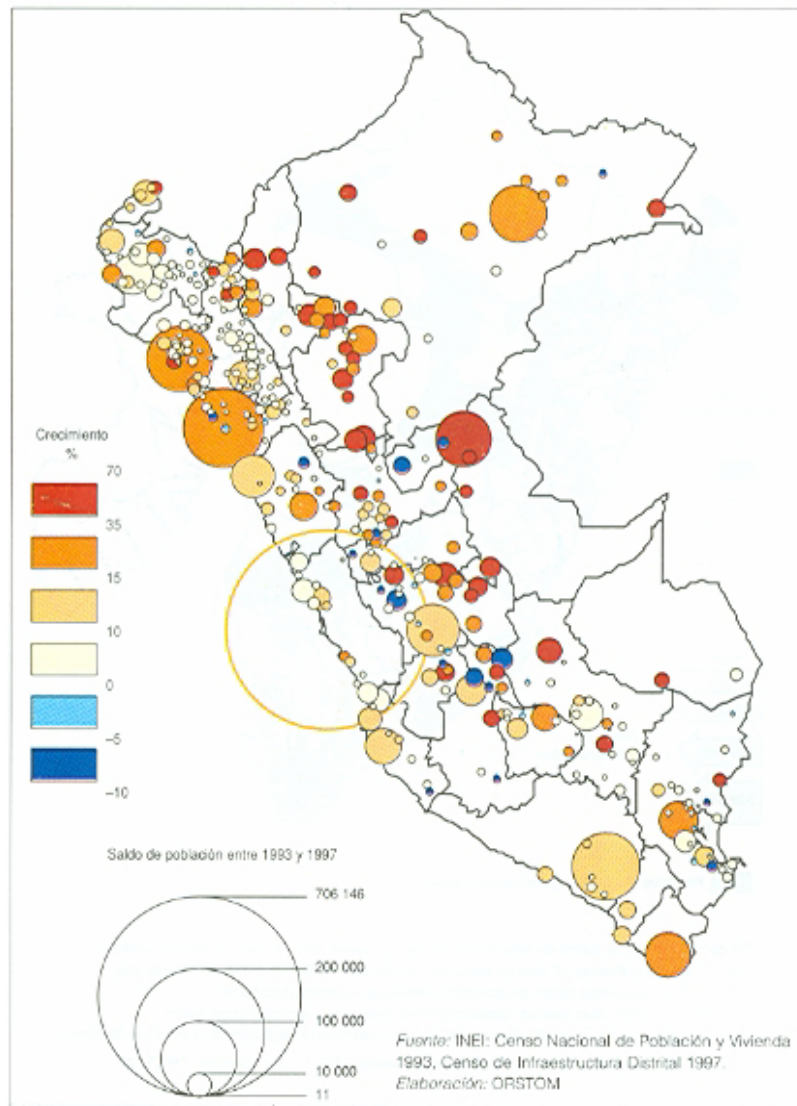 Crecimiento
%
70
35
15
10
0
–5
–10
Saldo de población entre 1993 y 1997
706 146
200 000
100 000
10 000
11
Fuente: INEI: Censo Nacional de Población y Vivienda
1993, Censo de Infraestructura Distrital 1997.
Elaboración: ORSTOM